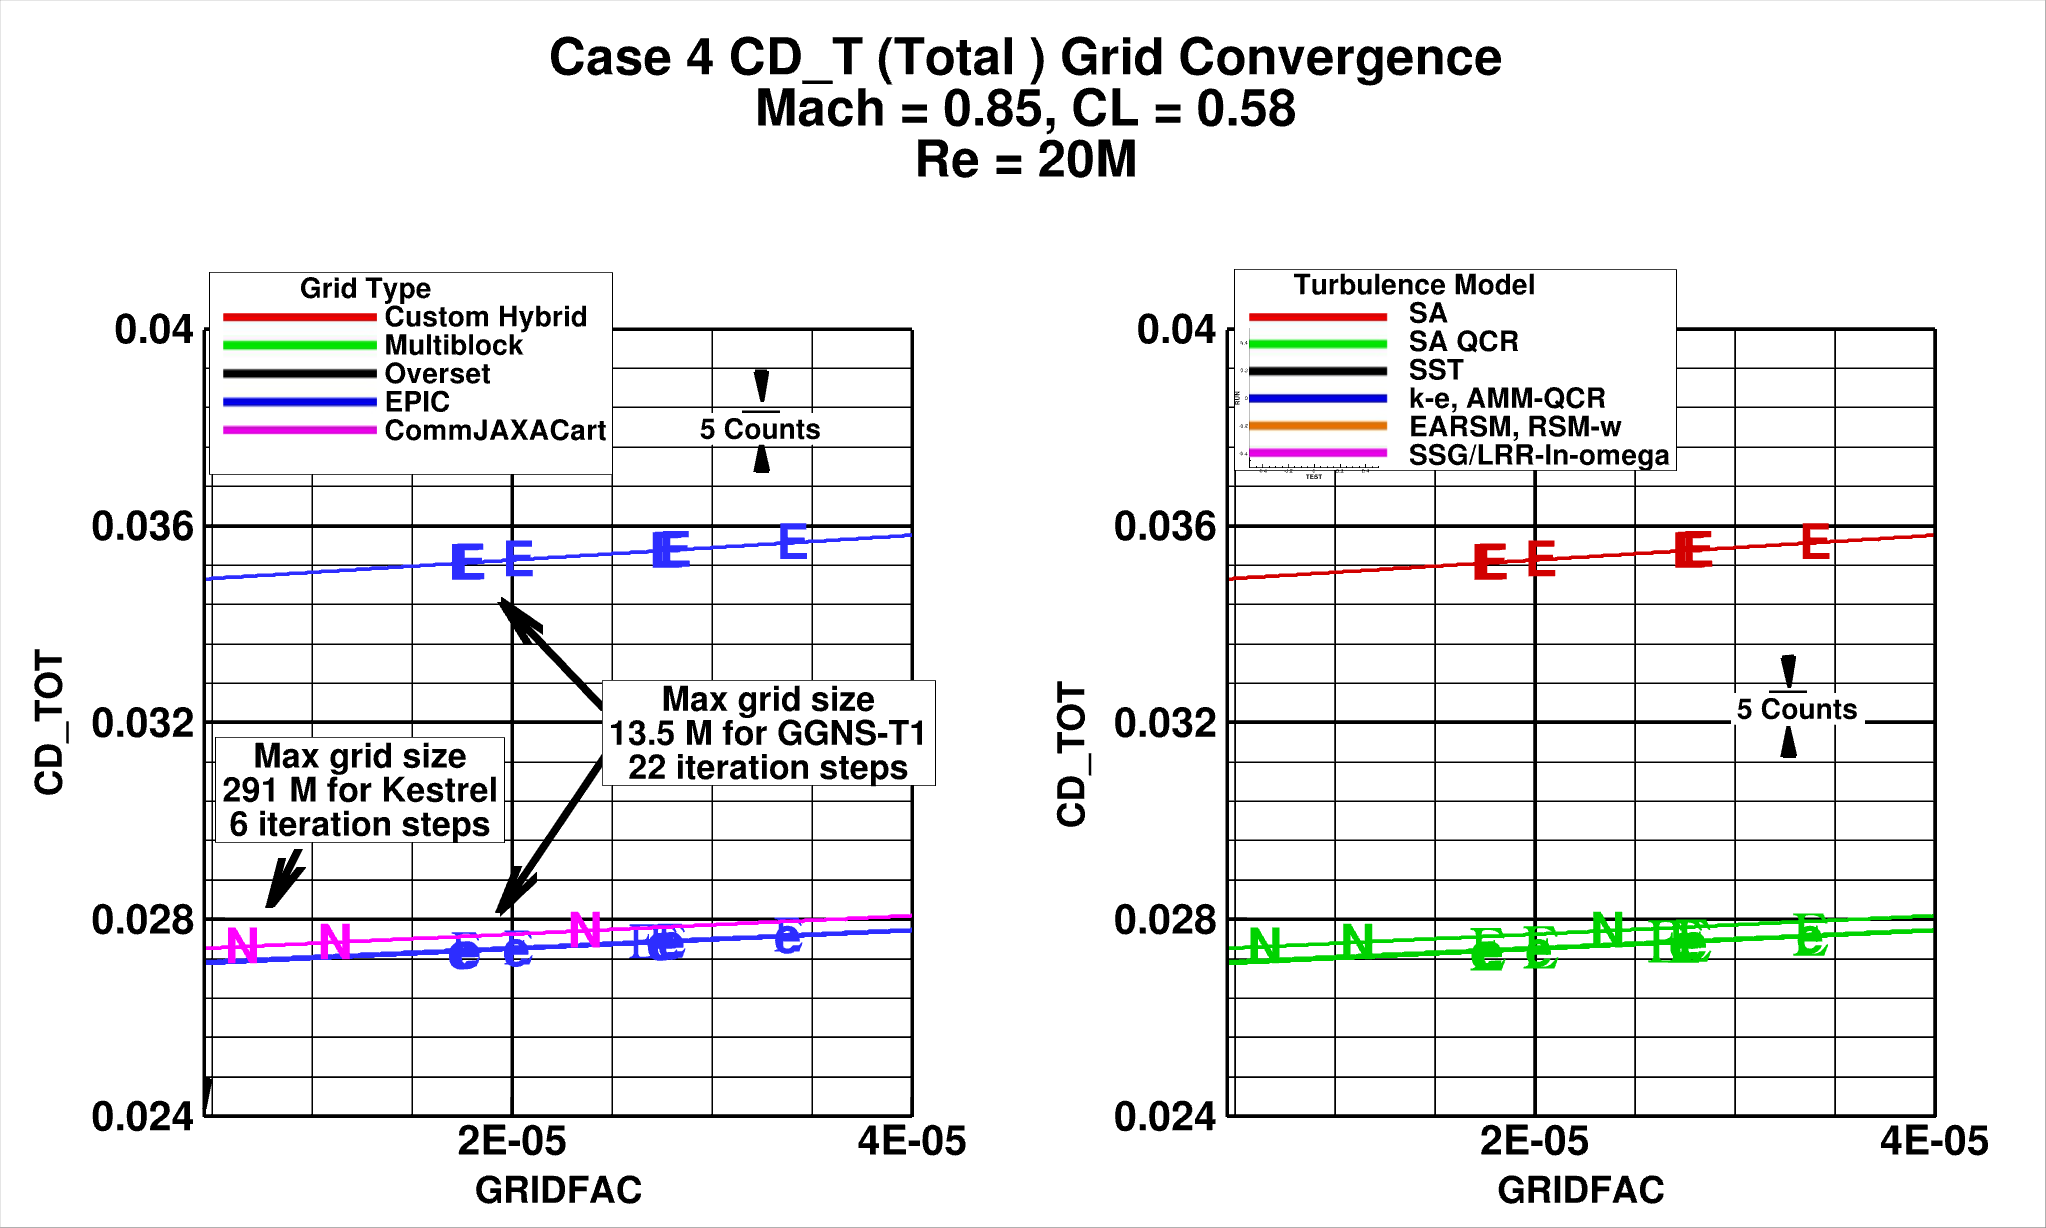 Case 4 CD_T (Total ) Grid Convergence
Mach = 0.85, CL = 0.58
Re = 20M
Grid Type
Custom Hybrid
Multiblock
Overset
EPIC
CommJAXACart
0.04
0.036
0.032
0.028
0.024
CD_TOT
5 Counts
E E E E E E
Max grid size
13.5 M for GGNS-T1
22 iteration steps
Max grid size
291 M for Kestrel
6 iteration steps
N N N
e e e e
2E-05
4E-05
GRIDFAC
Turbulence Model
SA
SA QCR
SST
k-e, AMM-QCR
EARSM, RSM-w
SSG/LRR-ln-omega
RUN
TEST
0.04
0.036
0.032
0.028
0.024
CD_TOT
5 Counts
E E E E E E
N N N
e e e e
2E-05
4E-05
GRIDFAC